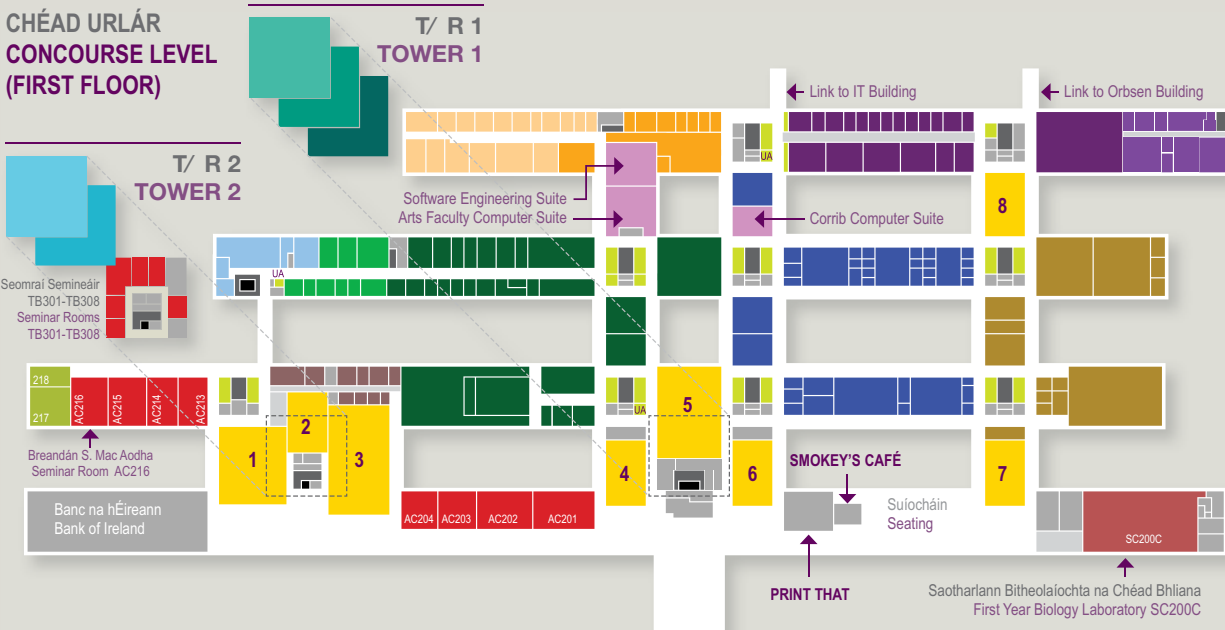 CHÉAD URLÁR
CONCOURSE LEVEL
(FIRST FLOOR)
T/ R 1
TOWER 1
T/ R 2
TOWER 2
Link to IT Building
Link to Orbsen Building
UA
Software Engineering Suite
Arts Faculty Computer Suite
Corrib Computer Suite
8
UA
Seomraí Semineáir
TB301-TB308
Seminar Rooms
TB301-TB308
218
217
AC216
AC215
AC214
AC213
Breandán S. Mac Aodha
Seminar Room AC216
1
2
3
UA
4
5
6
7
SMOKEY'S CAFÉ
Banc na hÉireann
Bank of Ireland
AC204
AC203
AC202
AC201
Suíocháin
Seating
SC200C
PRINT THAT
Saotharlann Bitheolaíochta na Chéad Bhliana
First Year Biology Laboratory SC200C